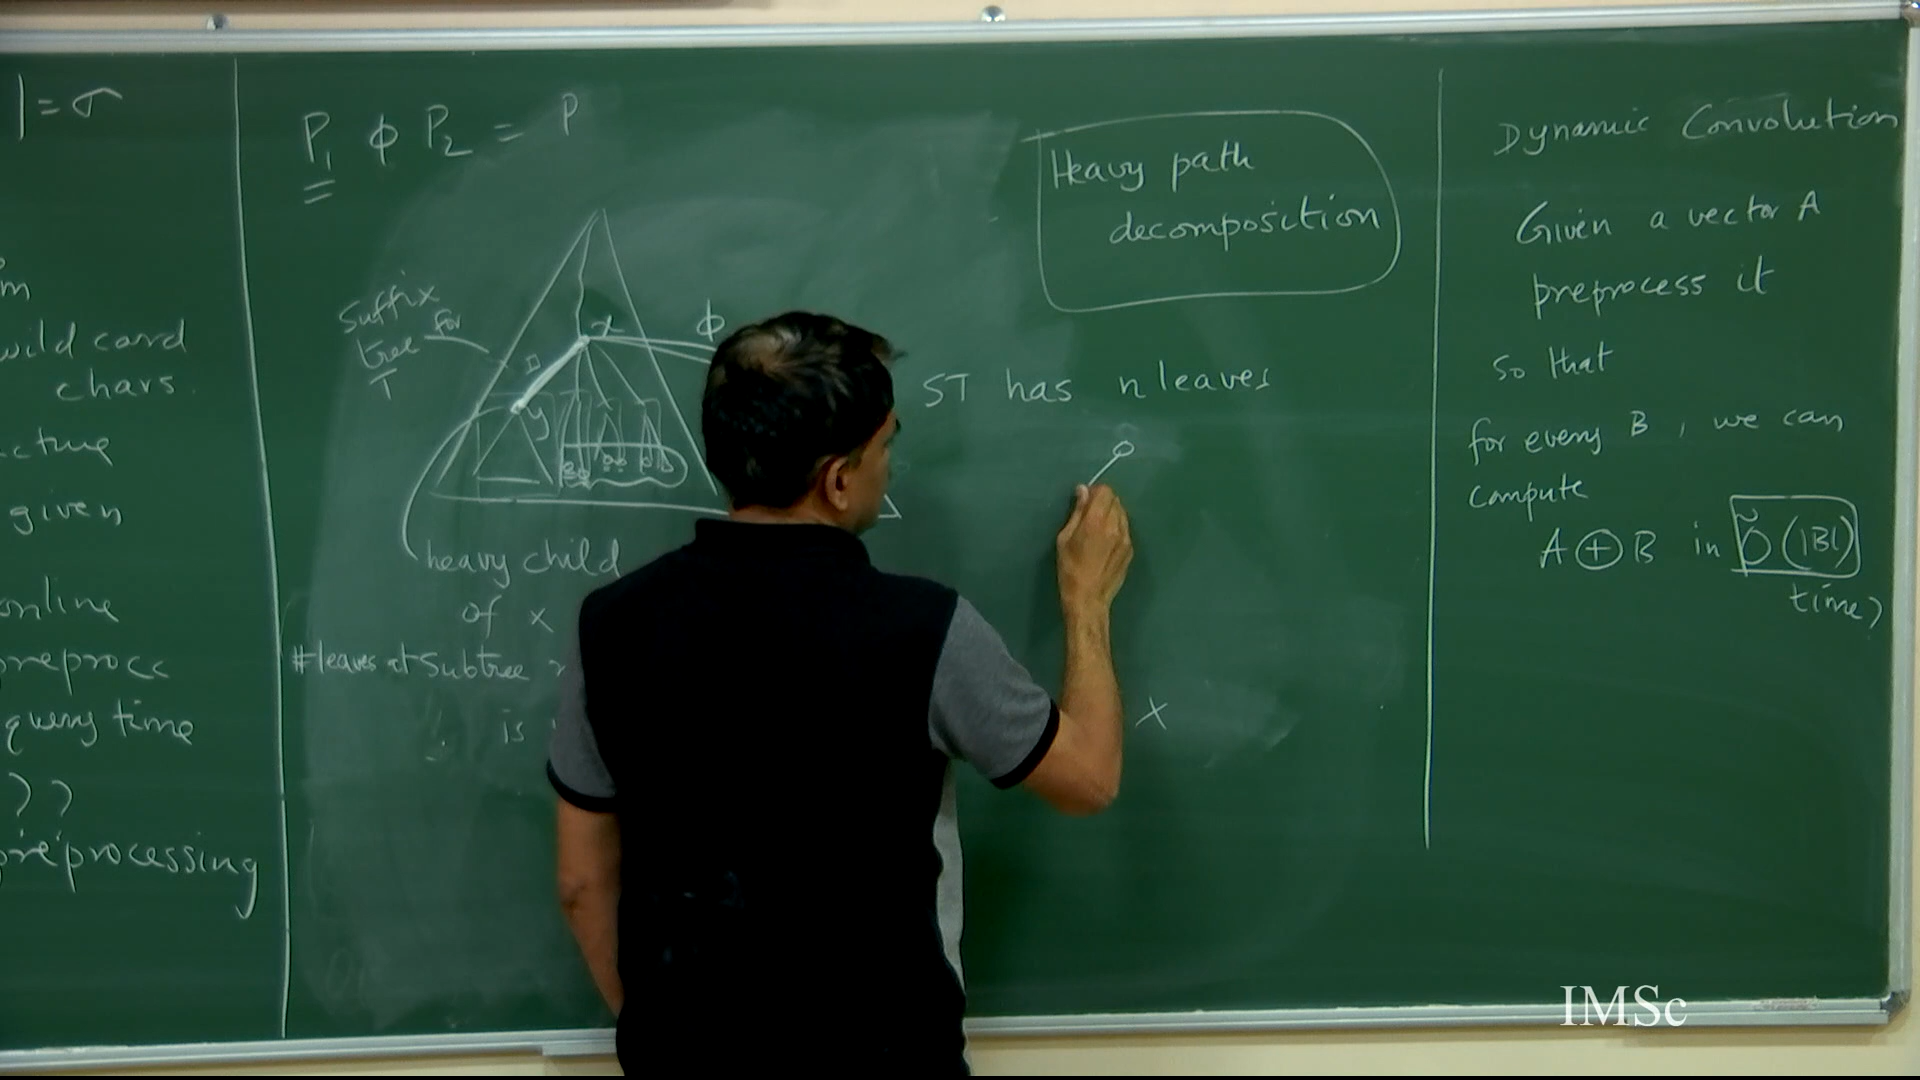 | = σ
m
wild card
chars.
cture
given
online
preprocc
query time
))
preprocessing
P₁ ϕ P₂ = P
Suffix
tree for
T
x
ϕ
y
heavy child
of x
#leaves at subtree
is
Heavy path
decomposition
ST has n leaves
x
Dynamic Convolution
Given a vector A
preprocess it
so that
for every B, we can
compute
A ⊕ B in Õ(|B|)
time)
IMSc